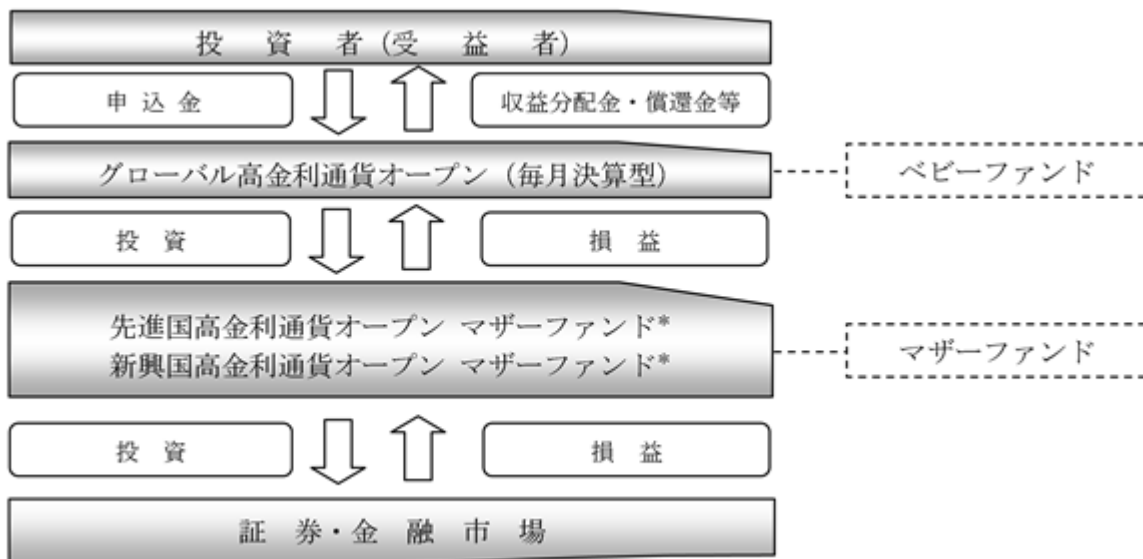 投資者(受益者)
申込金
収益分配金・償還金等
グローバル高金利通貨オープン(毎月決算型)
ベビーファンド
投資
損益
先進国高金利通貨オープン マザーファンド*
新興国高金利通貨オープン マザーファンド*
マザーファンド
投資
損益
証券・金融市場